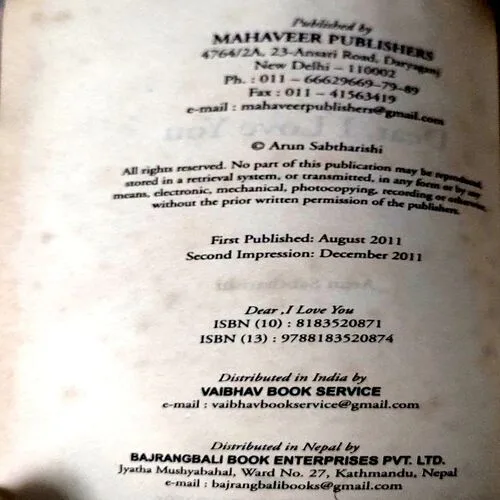 Published by
MAHAVEER PUBLISHERS
4764/2A, 23-Ansari Road, Daryaganj
New Delhi – 110002
Ph. : 011 – 66629669-79-89
Fax : 011 – 41563419
e-mail : mahaveerpublishers@gmail.com
© Arun Sabtharishi
All rights reserved. No part of this publication may be reproduced,
stored in a retrieval system, or transmitted, in any form or by any
means, electronic, mechanical, photocopying, recording or otherwise,
without the prior written permission of the publishers.
First Published: August 2011
Second Impression: December 2011
Dear ,I Love You
ISBN (10) : 8183520871
ISBN (13) : 9788183520874
Distributed in India by
VAIBHAV BOOK SERVICE
e-mail : vaibhavbookservice@gmail.com
Distributed in Nepal by
BAJRANGBALI BOOK ENTERPRISES PVT. LTD.
Jyatha Mushyabahal, Ward No. 27, Kathmandu, Nepal
e-mail : bajrangbalibooks@gmail.com